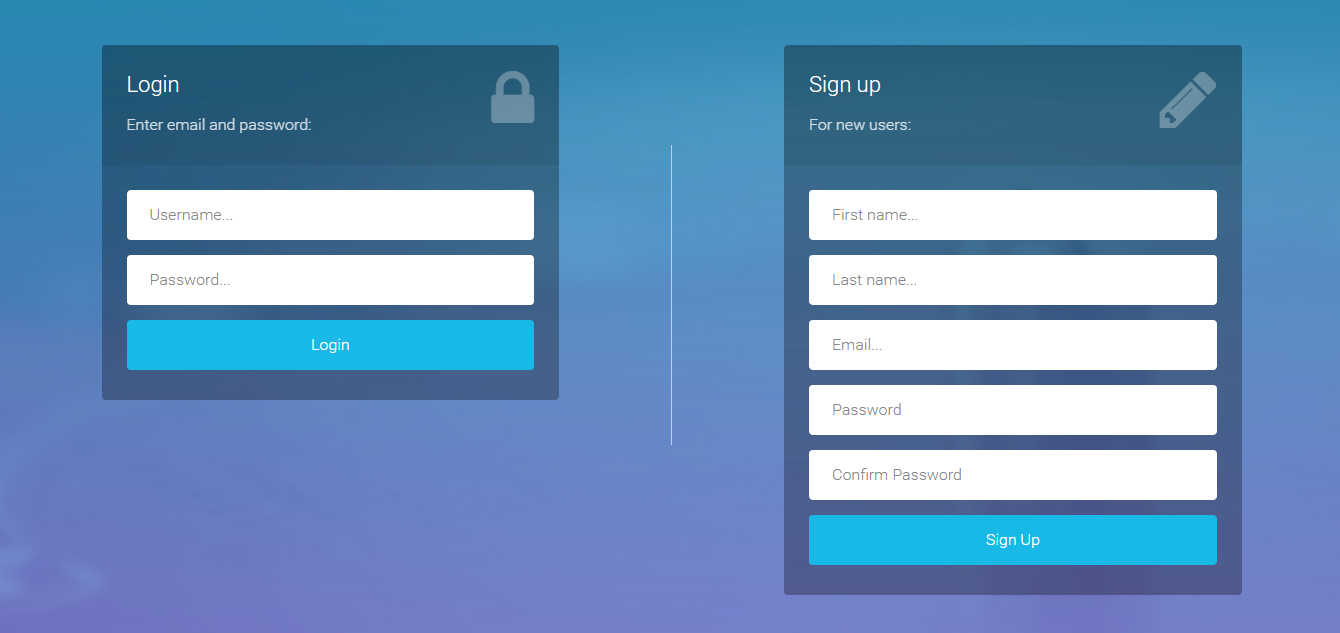 Login
Enter email and password:
Username...
Password...
Login
Sign up
For new users:
First name...
Last name...
Email...
Password
Confirm Password
Sign Up